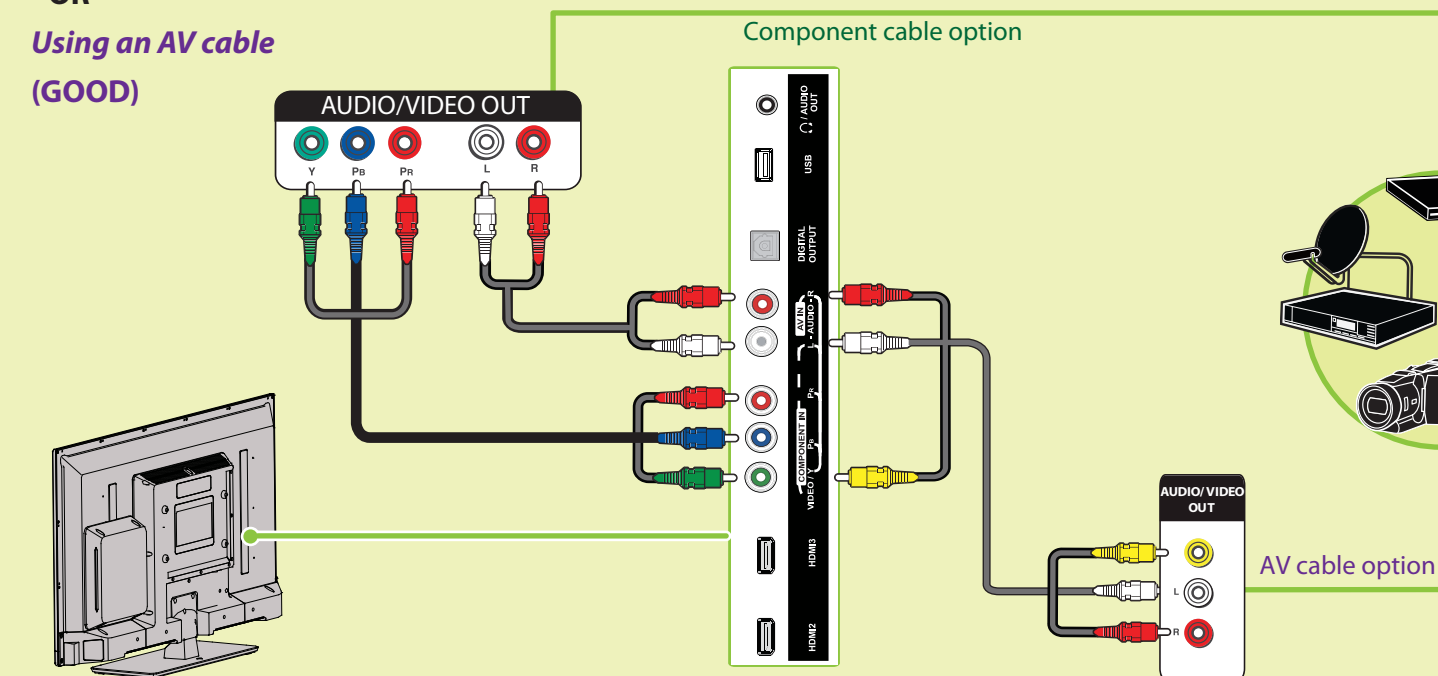 OR
Using an AV cable
(GOOD)
Component cable option
AUDIO/VIDEO OUT
Y PB PR L R
/ AUDIO
OUT
USB
DIGITAL
OUTPUT
AV IN
L - AUDIO - R
PR
COMPONENT IN
VIDEO / Y PB
HDMI3
HDMI2
AUDIO/ VIDEO
OUT
L
R
AV cable option